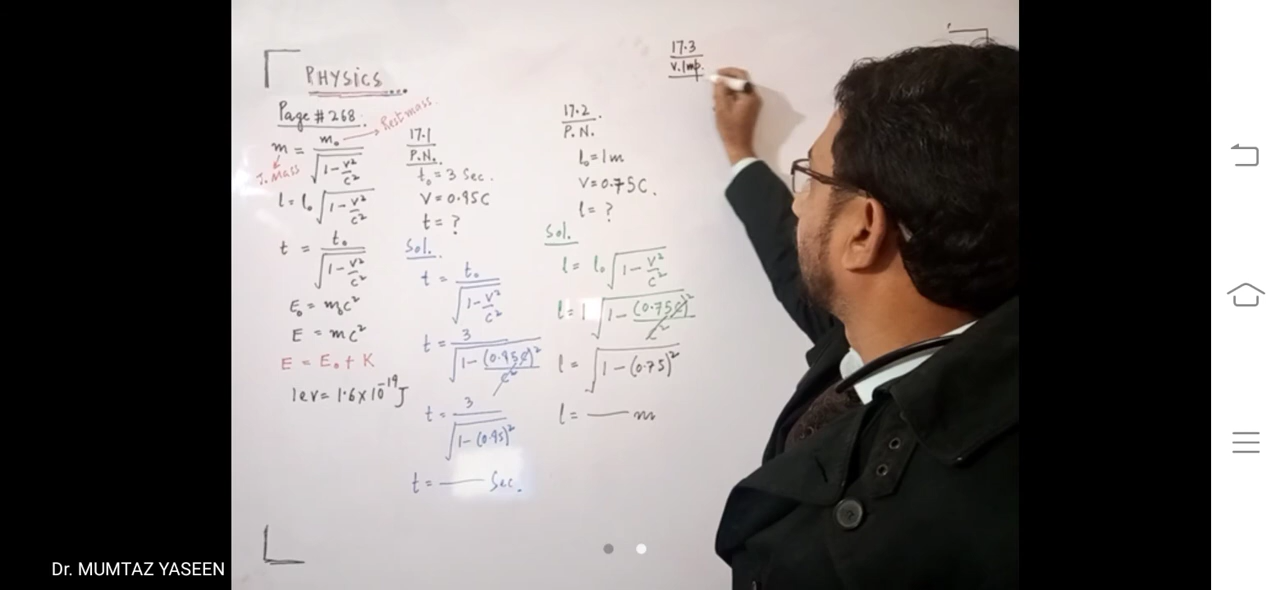 PHYSICS
Page # 268.
m = m₀ / √(1 - v²/c²)
→ Rest mass
T. Mass
l = l₀ √(1 - v²/c²)
t = t₀ / √(1 - v²/c²)
E₀ = m₀c²
E = mc²
E = E₀ + K
1ev = 1.6 x 10⁻¹⁹ J
17.1
P.N.
t₀ = 3 Sec.
V = 0.95C
t = ?
Sol.
t = t₀ / √(1 - v²/c²)
t = 3 / √(1 - (0.95c)²/c²)
t = 3 / √(1 - (0.95)²)
t = —— Sec.
17.2
P.N.
l₀ = 1m
V = 0.75C.
l = ?
Sol.
l = l₀ √(1 - v²/c²)
l = 1 √(1 - (0.75c)²/c²)
l = √(1 - (0.75)²)
l = —— m
17.3
V. Imp.
Dr. MUMTAZ YASEEN